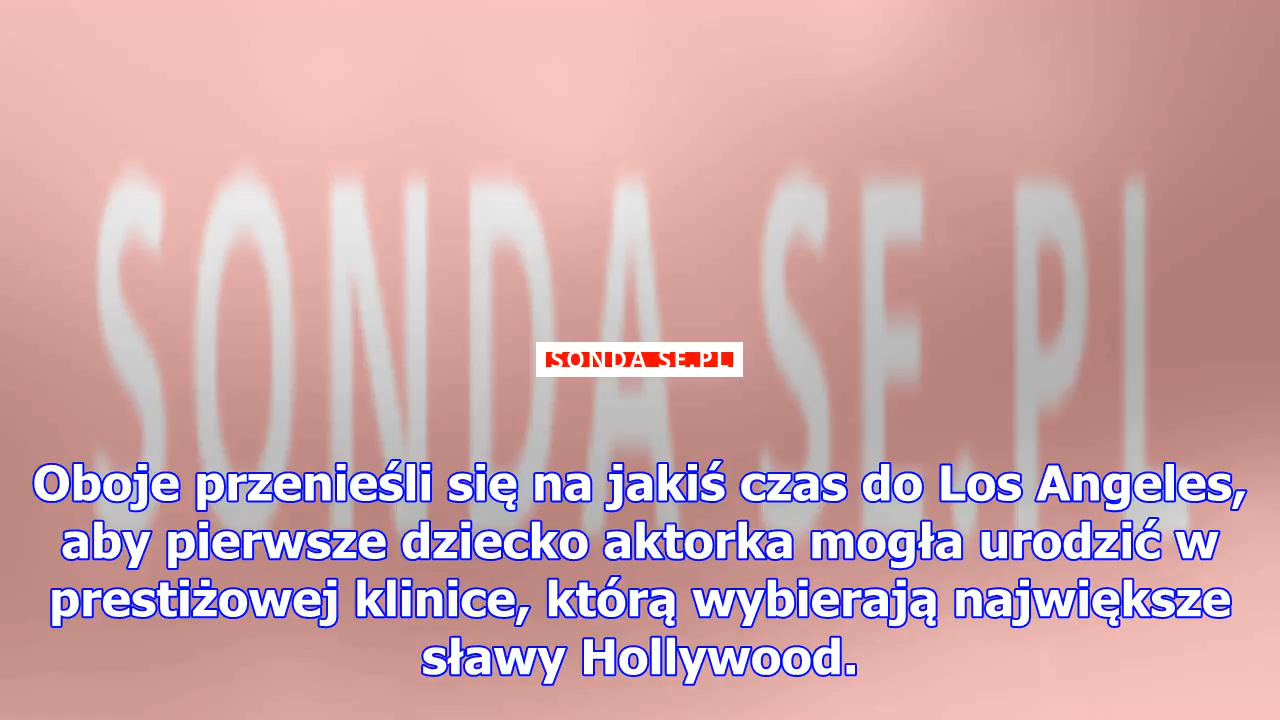 SONDA SE.PL
SONDA SE.PL
Oboje przenieśli się na jakiś czas do Los Angeles,
aby pierwsze dziecko aktorka mogła urodzić w
prestiżowej klinice, którą wybierają największe
sławy Hollywood.